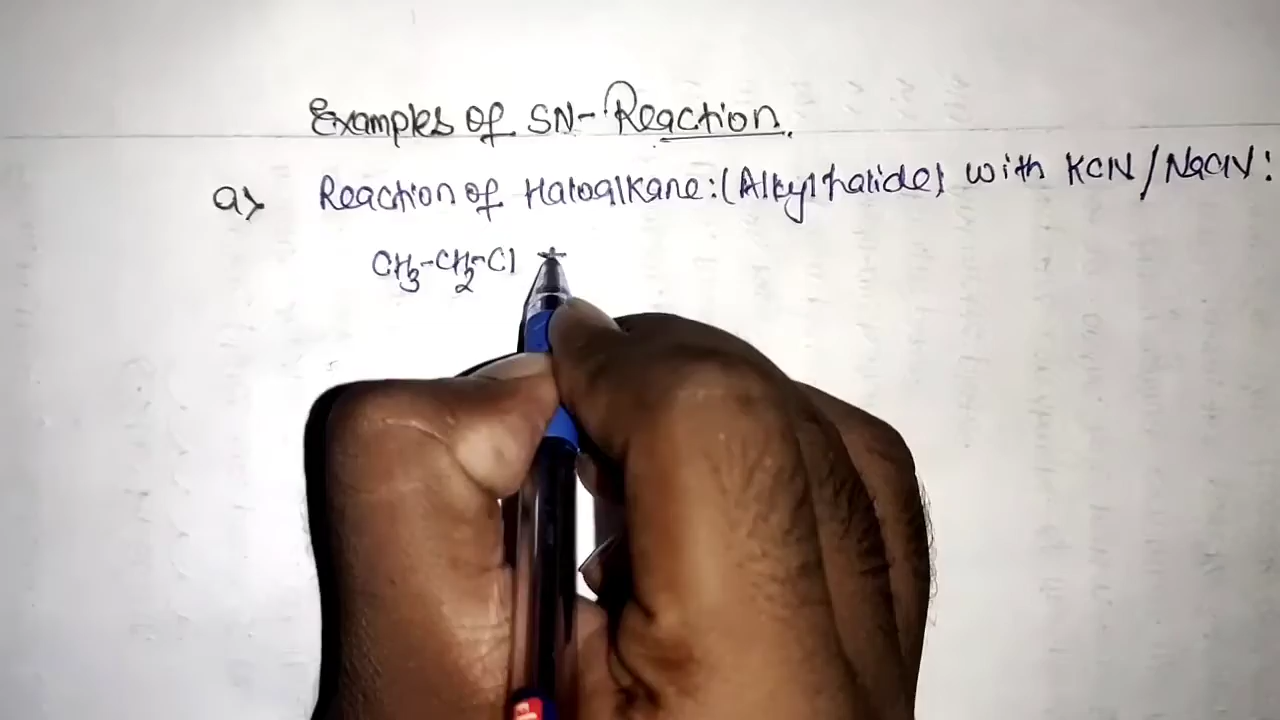 Examples of SN-Reaction.
a> Reaction of Haloalkane:(Alkyl halide) with KCN/NaCN:
CH3-CH2-Cl +